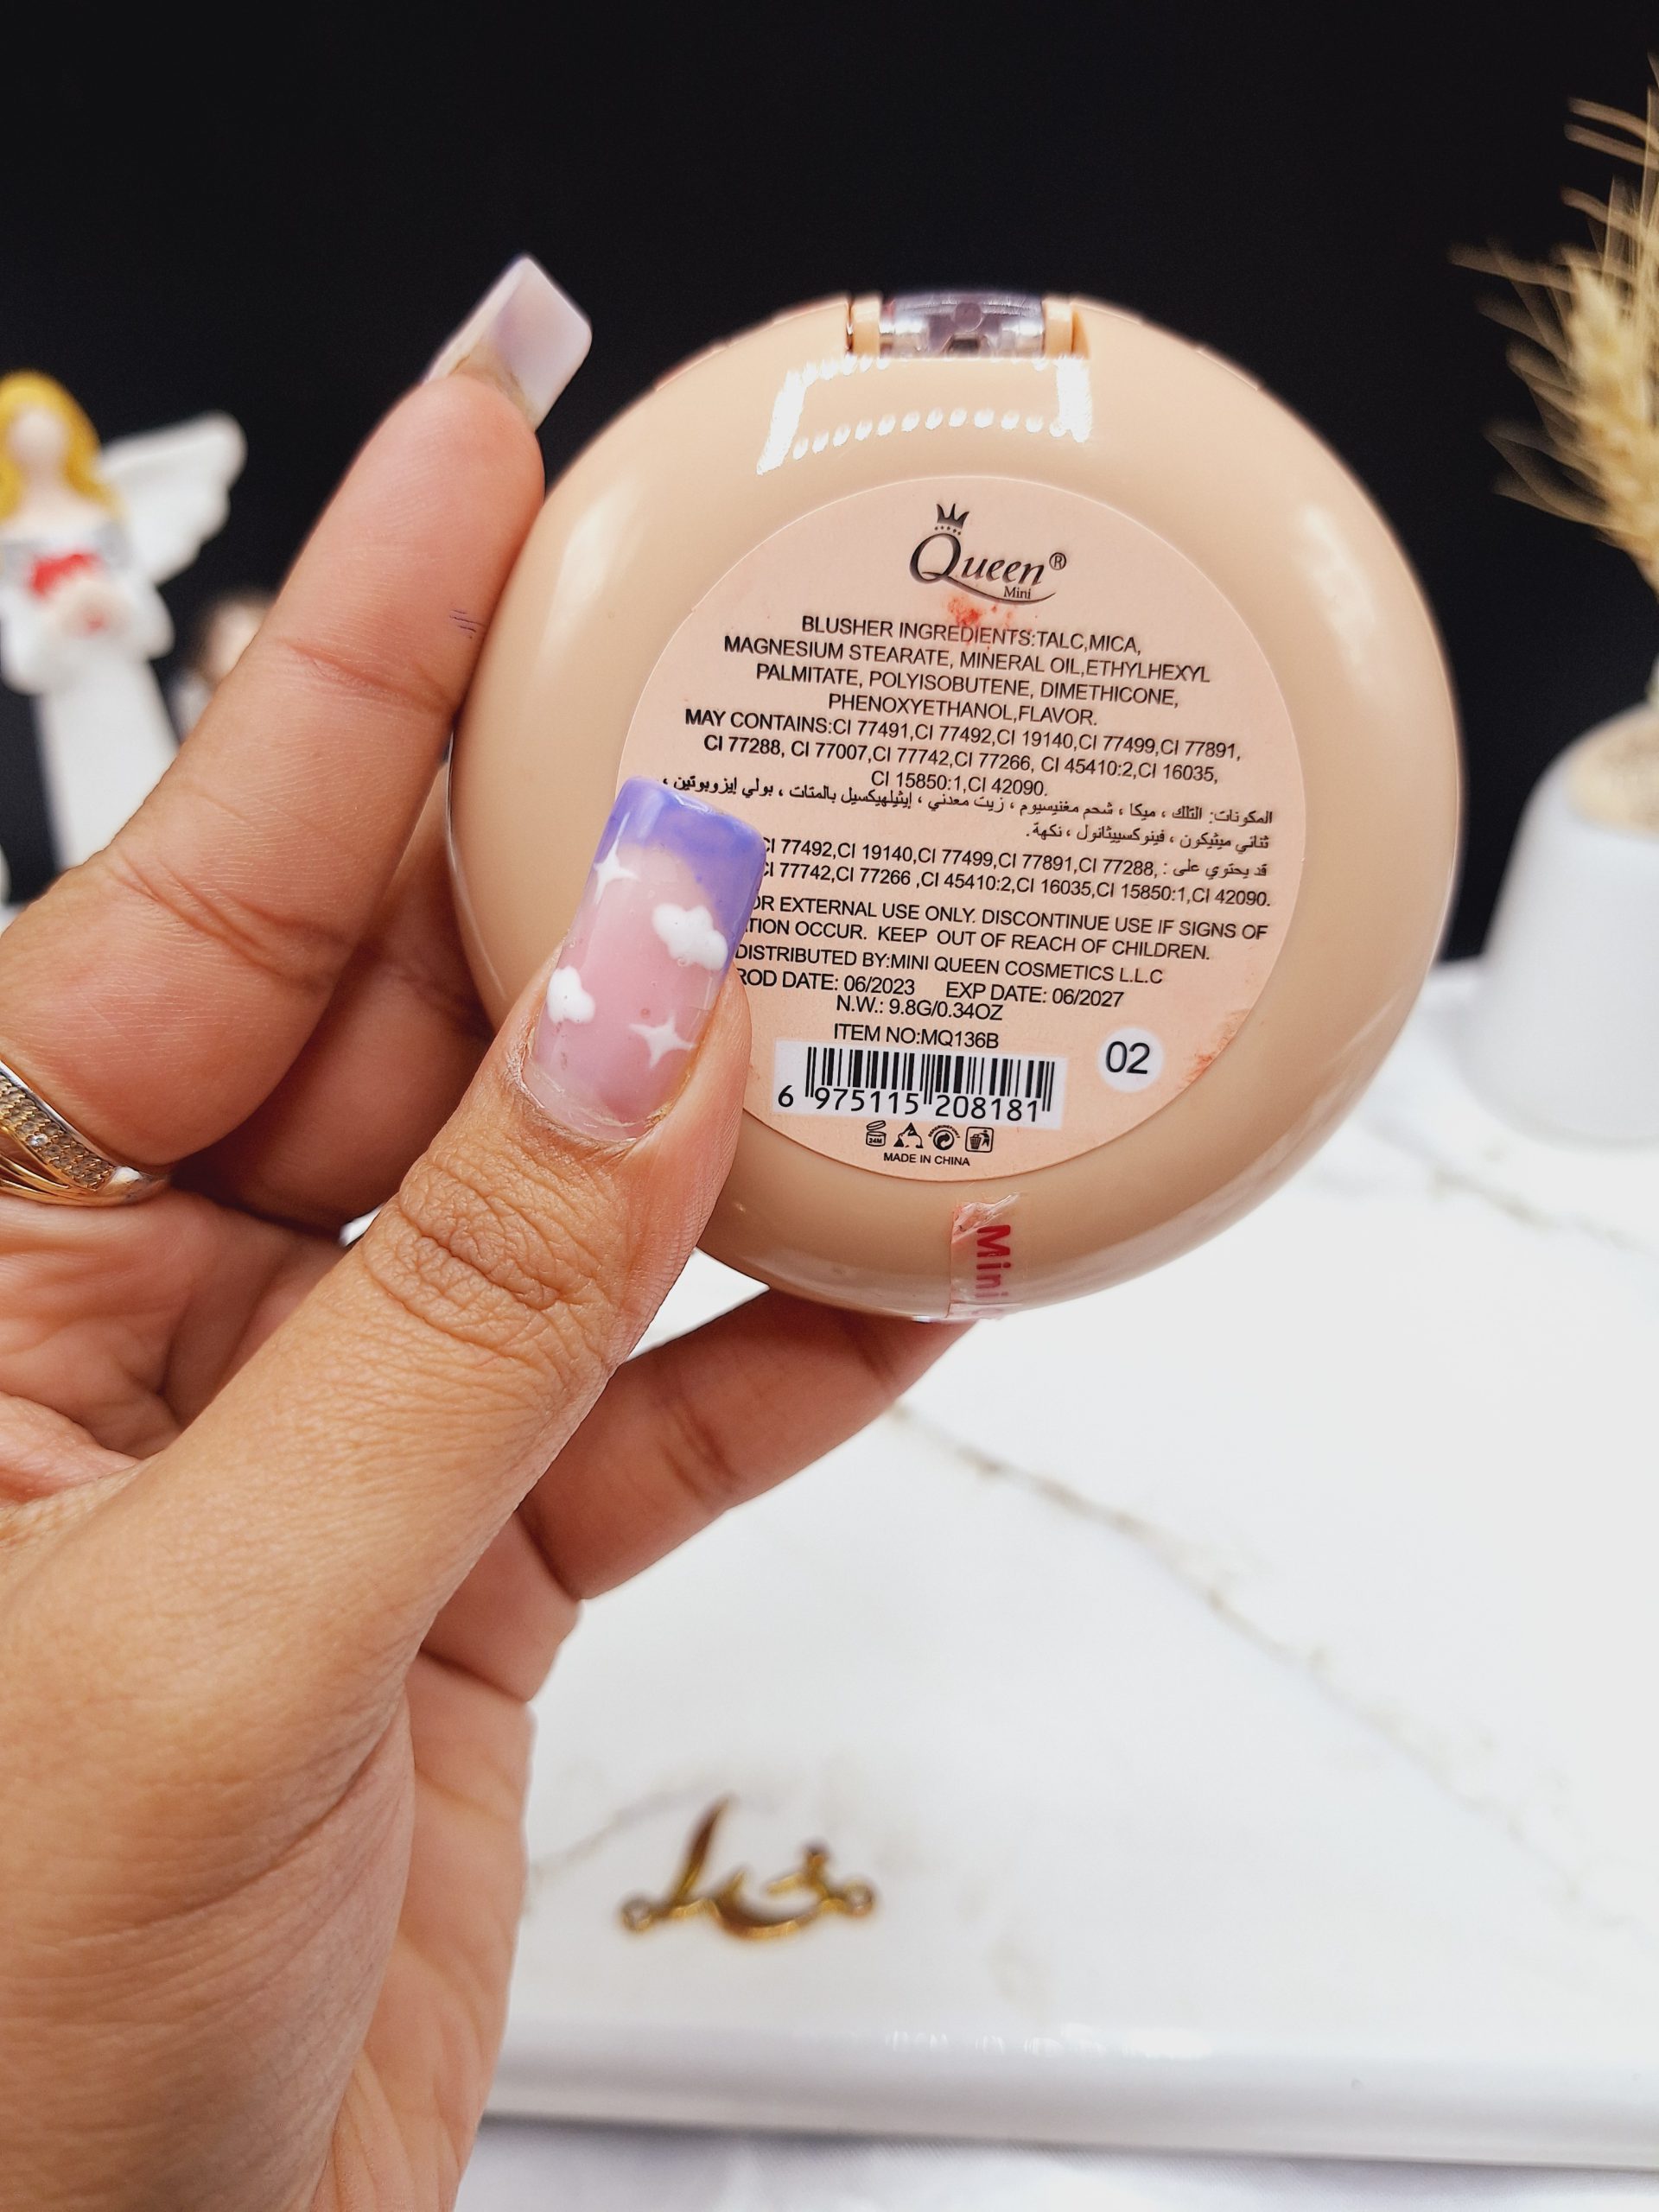 Queen®
Mini
BLUSHER INGREDIENTS:TALC,MICA,
MAGNESIUM STEARATE, MINERAL OIL,ETHYLHEXYL
PALMITATE, POLYISOBUTENE, DIMETHICONE,
PHENOXYETHANOL,FLAVOR.
MAY CONTAINS:CI 77491,CI 77492,CI 19140,CI 77499,CI 77891,
CI 77288, CI 77007,CI 77742,CI 77266, CI 45410:2,CI 16035,
CI 15850:1,CI 42090.
المكونات: التلك ، ميكا ، شحم مغنيسيوم ، زيت معدني ، إيثيلهيكسيل بالمتات ، بولي إيزوبوتين ،
ثنائي ميثيكون ، فينوكسييثانول ، نكهة.
قد يحتوي على : CI 77492,CI 19140,CI 77499,CI 77891,CI 77288,
CI 77742,CI 77266 ,CI 45410:2,CI 16035,CI 15850:1,CI 42090.
EXTERNAL USE ONLY. DISCONTINUE USE IF SIGNS OF
OCCUR. KEEP OUT OF REACH OF CHILDREN.
DISTRIBUTED BY:MINI QUEEN COSMETICS L.L.C
DATE: 06/2023 EXP DATE: 06/2027
N.W.: 9.8G/0.34OZ
ITEM NO:MQ136B
02
6 975115 208181
24M
MADE IN CHINA
Mini